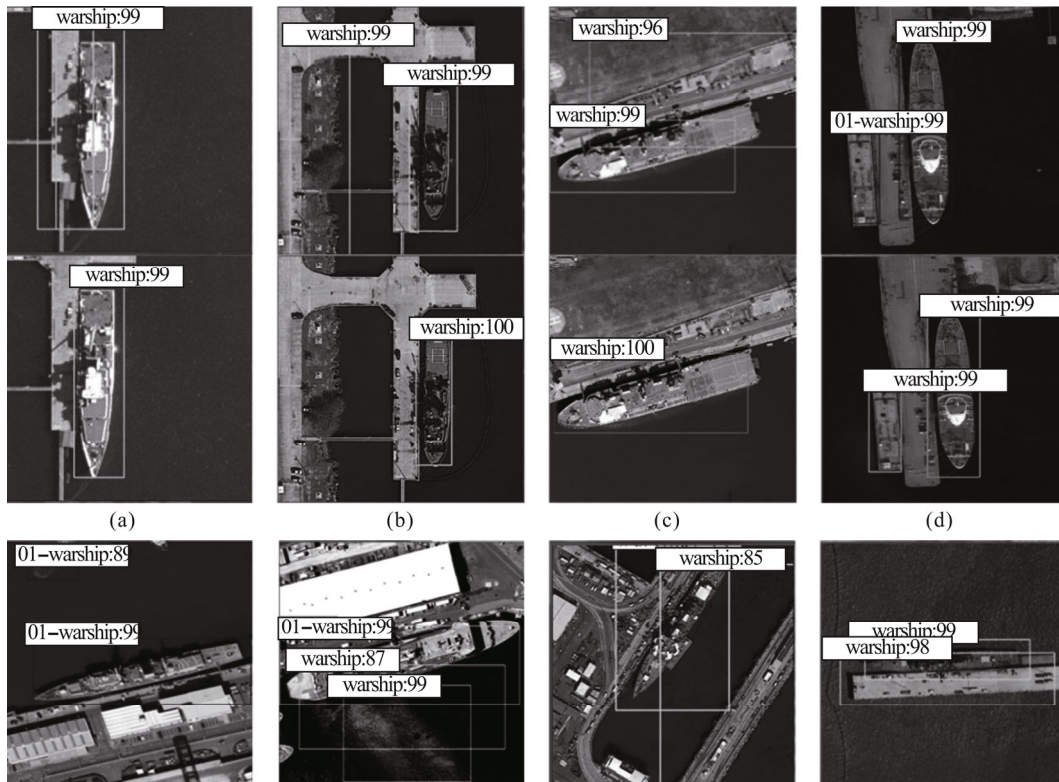 warship:99
warship:99
warship:99
warship:96
warship:99
warship:99
01-warship:99
warship:99
warship:100
warship:100
warship:99
warship:99
(a)
(b)
(c)
(d)
01−warship:89
01−warship:99
01−warship:99
warship:87
warship:99
warship:85
warship:99
warship:98